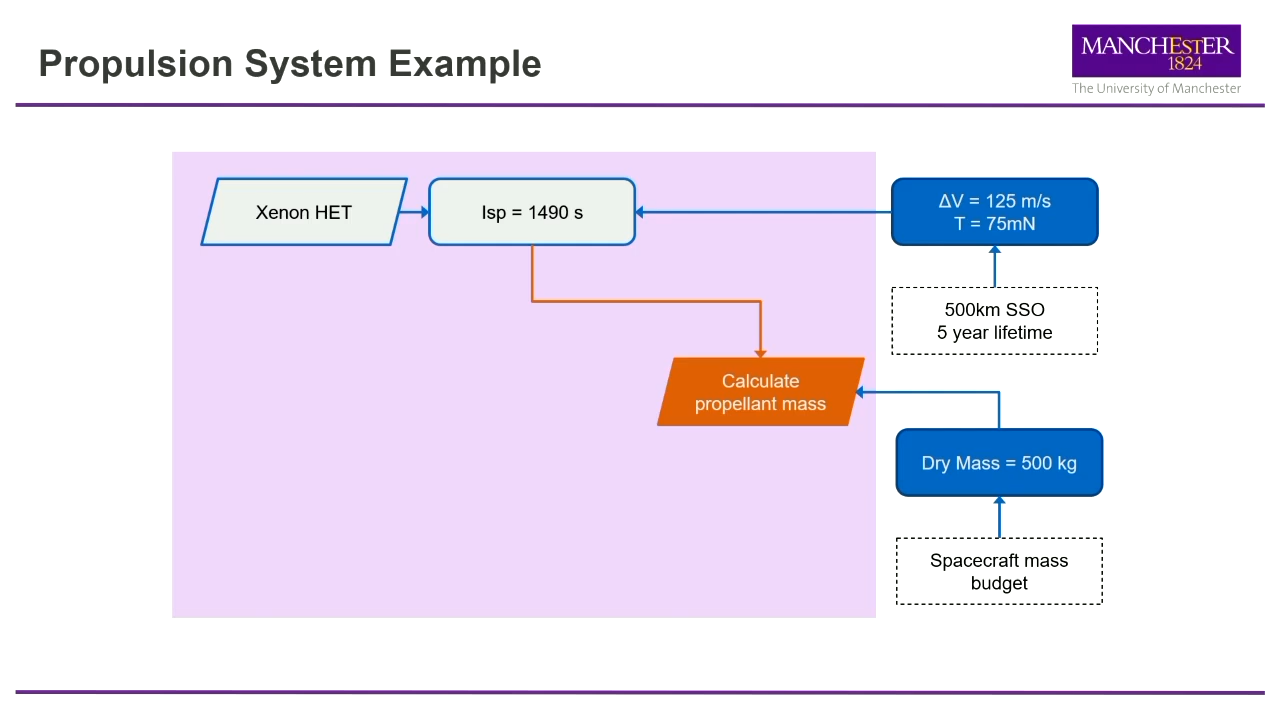 Propulsion System Example
MANCHESTER
1824
The University of Manchester
Xenon HET
Isp = 1490 s
ΔV = 125 m/s
T = 75mN
500km SSO
5 year lifetime
Calculate
propellant mass
Dry Mass = 500 kg
Spacecraft mass
budget